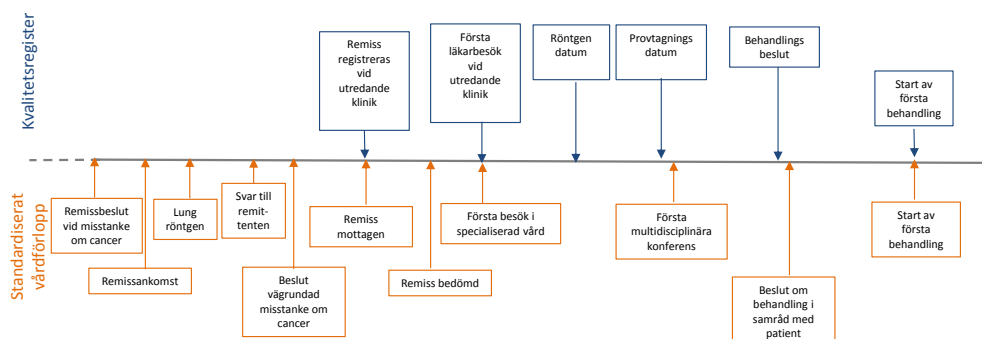 Kvalitetsregister
Remiss
registreras
vid
utredande
klinik
Första
läkarbesök
vid
utredande
klinik
Röntgen
datum
Provtagnings
datum
Behandlings
beslut
Start av
första
behandling
Standardiserat
vårdförlopp
Remissbeslut
vid misstanke
om cancer
Remissankomst
Lung
röntgen
Svar till
remit-
tenten
Beslut
vägrundad
misstanke om
cancer
Remiss
mottagen
Remiss bedömd
Första besök i
specialiserad vård
Första
multidisciplinära
konferens
Beslut om
behandling i
samråd med
patient
Start av
första
behandling